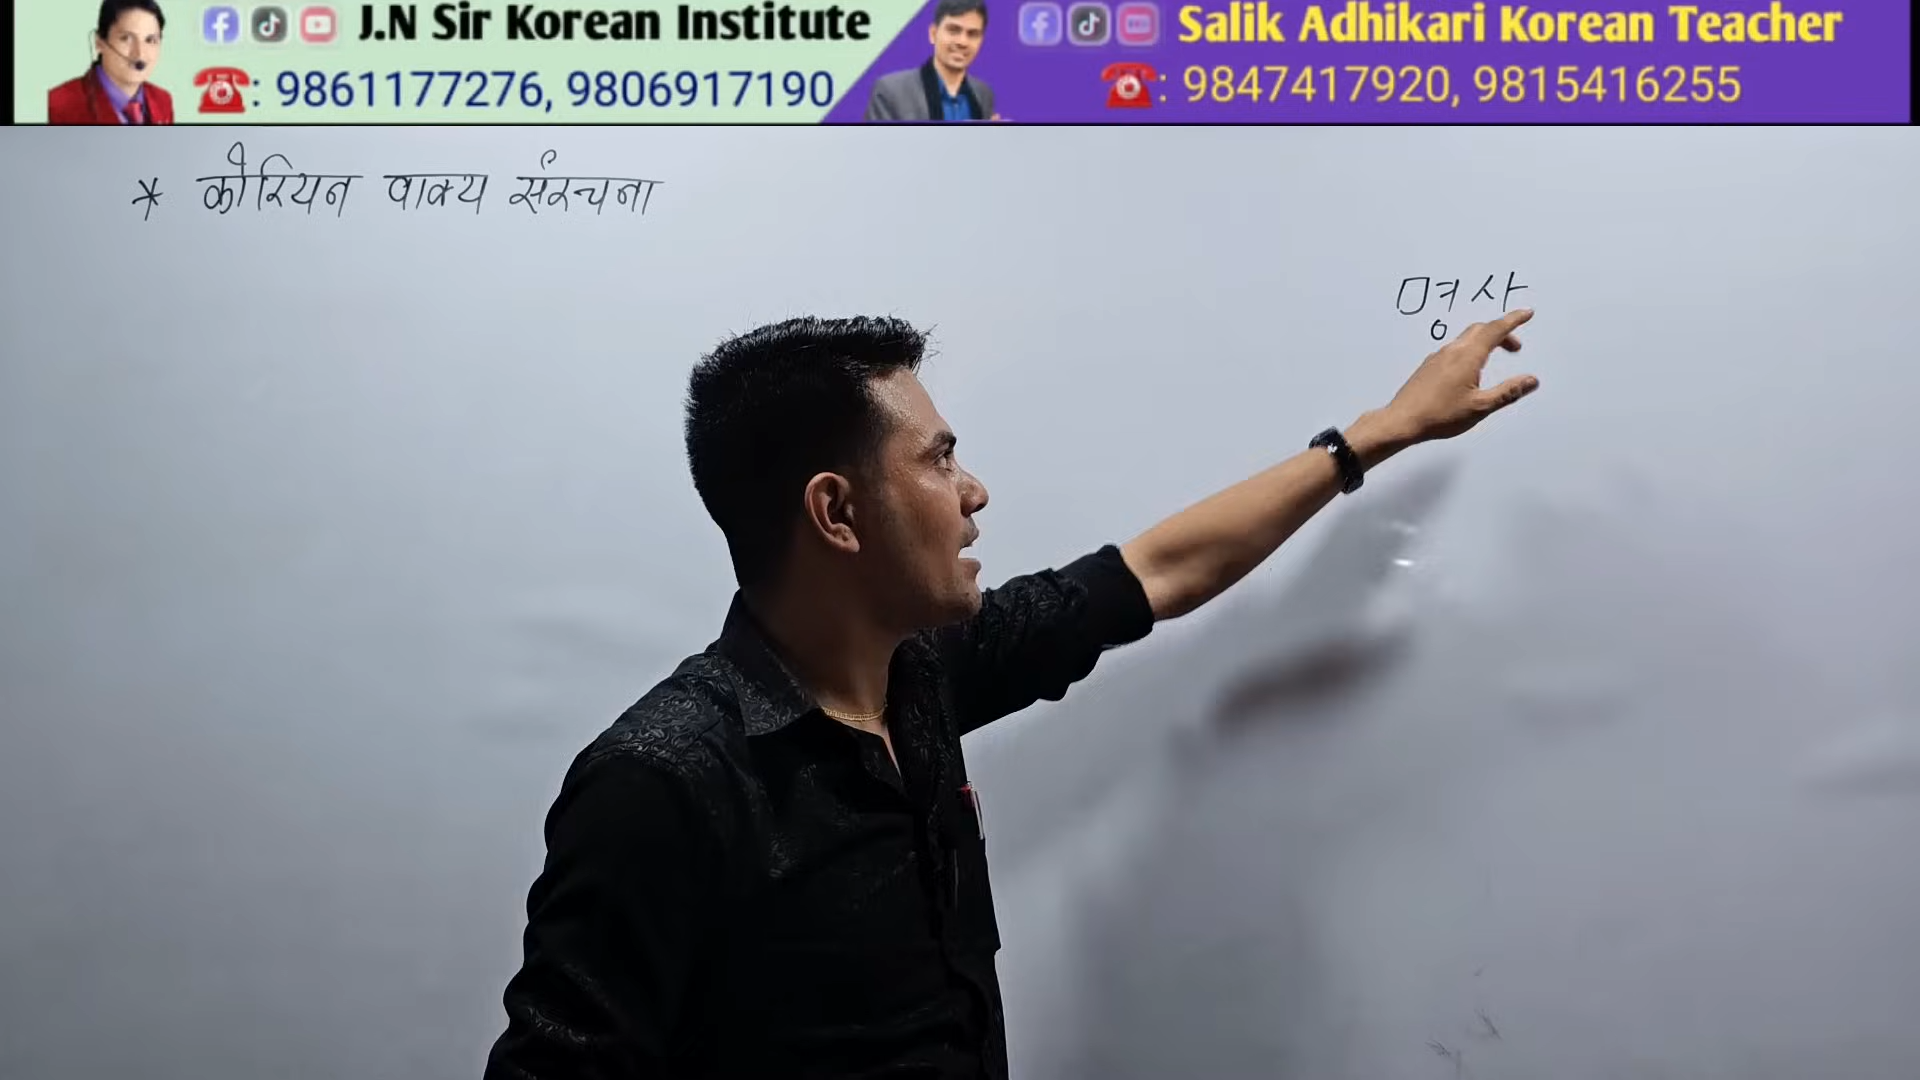 J.N Sir Korean Institute
☎: 9861177276, 9806917190
Salik Adhikari Korean Teacher
☎: 9847417920, 9815416255
* कोरियन वाक्य संरचना
명사